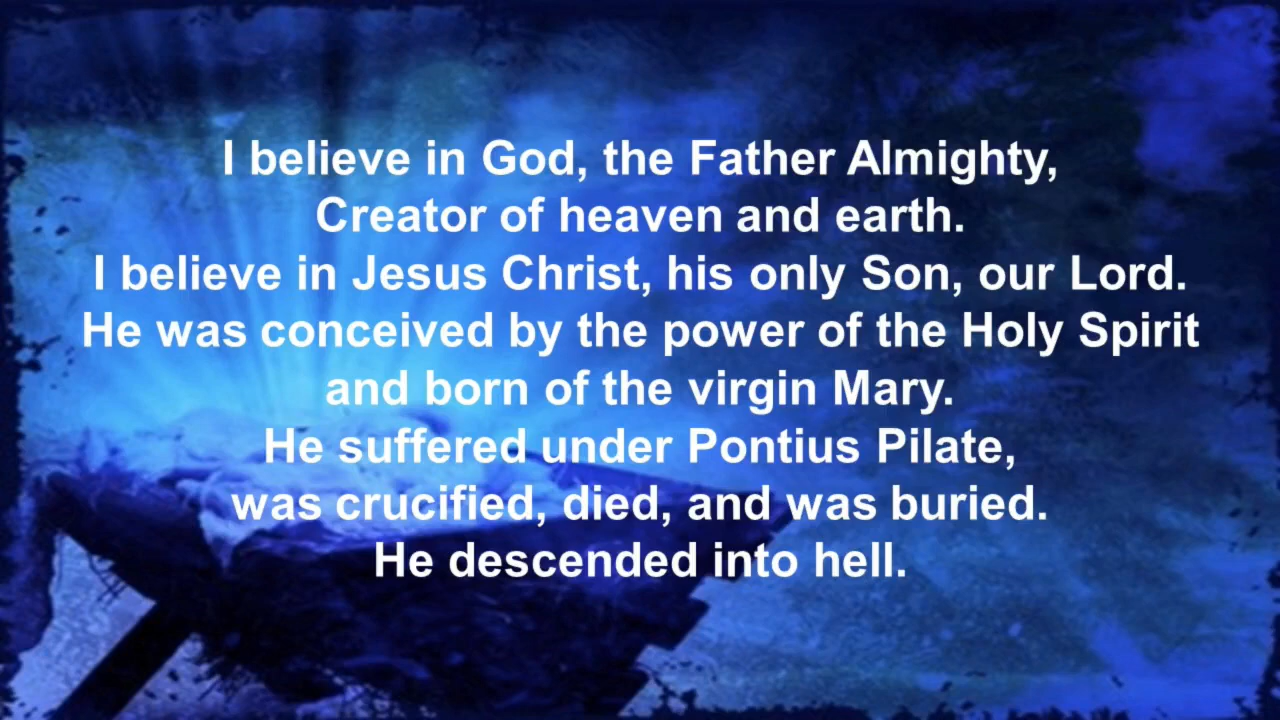 I believe in God, the Father Almighty,
Creator of heaven and earth.
I believe in Jesus Christ, his only Son, our Lord.
He was conceived by the power of the Holy Spirit
and born of the virgin Mary.
He suffered under Pontius Pilate,
was crucified, died, and was buried.
He descended into hell.